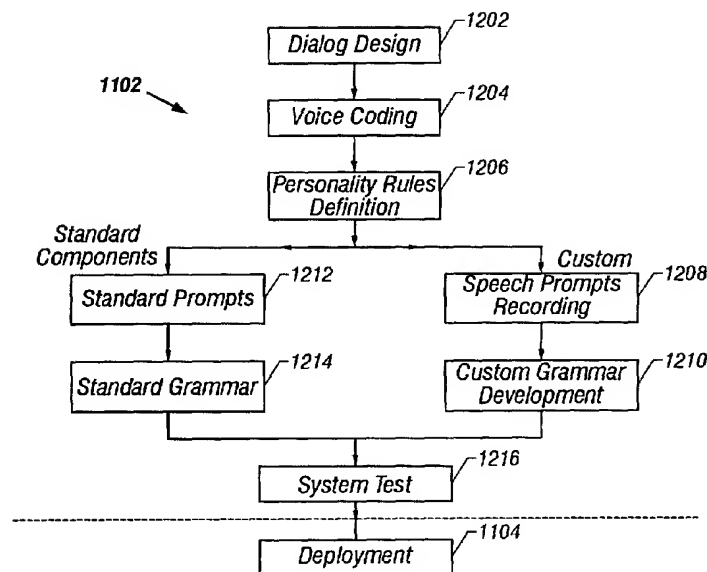 1202
Dialog Design
1102
1204
Voice Coding
1206
Personality Rules
Definition
Standard
Components
Custom
1212
Standard Prompts
1208
Speech Prompts
Recording
1214
Standard Grammar
1210
Custom Grammar
Development
1216
System Test
1104
Deployment